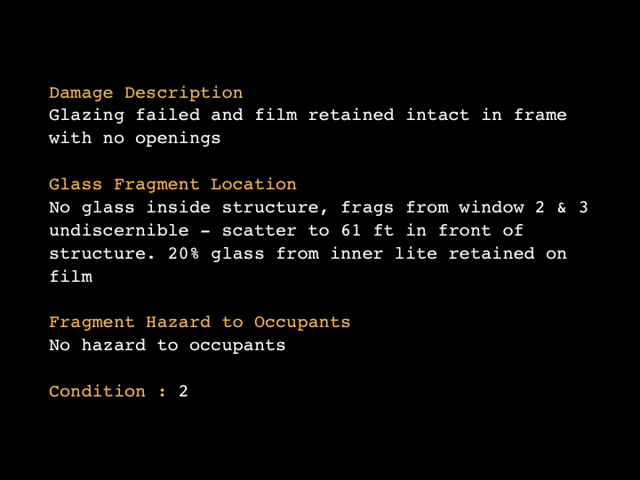 Damage Description
Glazing failed and film retained intact in frame
with no openings
Glass Fragment Location
No glass inside structure, frags from window 2 & 3
undiscernible - scatter to 61 ft in front of
structure. 20% glass from inner lite retained on
film
Fragment Hazard to Occupants
No hazard to occupants
Condition : 2